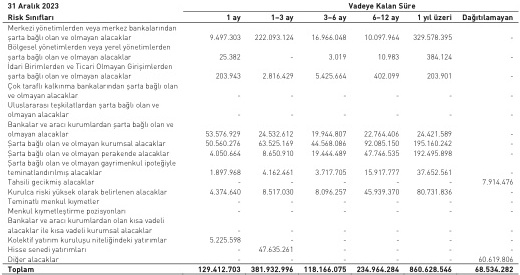 31 Aralık 2023 Vadeye Kalan Süre
Risk Sınıfları 1 ay 1–3 ay 3–6 ay 6–12 ay 1 yıl üzeri Dağıtılamayan
Merkezi yönetimlerden veya merkez bankalarından
şarta bağlı olan ve olmayan alacaklar 9.497.303 222.093.124 16.966.048 10.097.964 329.578.395 -
Bölgesel yönetimlerden veya yerel yönetimlerden
şarta bağlı olan ve olmayan alacaklar 25.382 - 3.019 10.983 384.124 -
İdari Birimlerden ve Ticari Olmayan Girişimlerden
şarta bağlı olan ve olmayan alacaklar 203.943 2.816.429 5.425.664 402.099 203.901 -
Çok taraflı kalkınma bankalarından şarta bağlı olan
ve olmayan alacaklar - - - - - -
Uluslararası teşkilatlardan şarta bağlı olan ve
olmayan alacaklar - - - - - -
Bankalar ve aracı kurumlardan şarta bağlı olan ve
olmayan alacaklar 53.576.929 24.532.612 19.944.807 22.764.406 24.421.589 -
Şarta bağlı olan ve olmayan kurumsal alacaklar 50.560.276 63.525.169 44.568.086 92.085.150 195.160.242 -
Şarta bağlı olan ve olmayan perakende alacaklar 4.050.664 8.650.910 19.444.489 47.746.535 192.495.898 -
Şarta bağlı olan ve olmayan gayrimenkul ipoteğiyle
teminatlandırılmış alacaklar 1.897.968 4.162.461 3.717.705 15.917.777 37.652.561 -
Tahsili gecikmiş alacaklar - - - - - 7.914.476
Kurulca riski yüksek olarak belirlenen alacaklar 4.374.640 8.517.030 8.096.257 45.939.370 80.731.836 -
Teminatlı menkul kıymetler - - - - - -
Menkul kıymetleştirme pozisyonları - - - - - -
Bankalar ve aracı kurumlardan olan kısa vadeli
alacaklar ile kısa vadeli kurumsal alacaklar - - - - - -
Kolektif yatırım kuruluşu niteliğindeki yatırımlar 5.225.598 - - - - -
Hisse senedi yatırımları - 47.635.261 - - - -
Diğer alacaklar - - - - - 60.619.806
Toplam 129.412.703 381.932.996 118.166.075 234.964.284 860.628.546 68.534.282